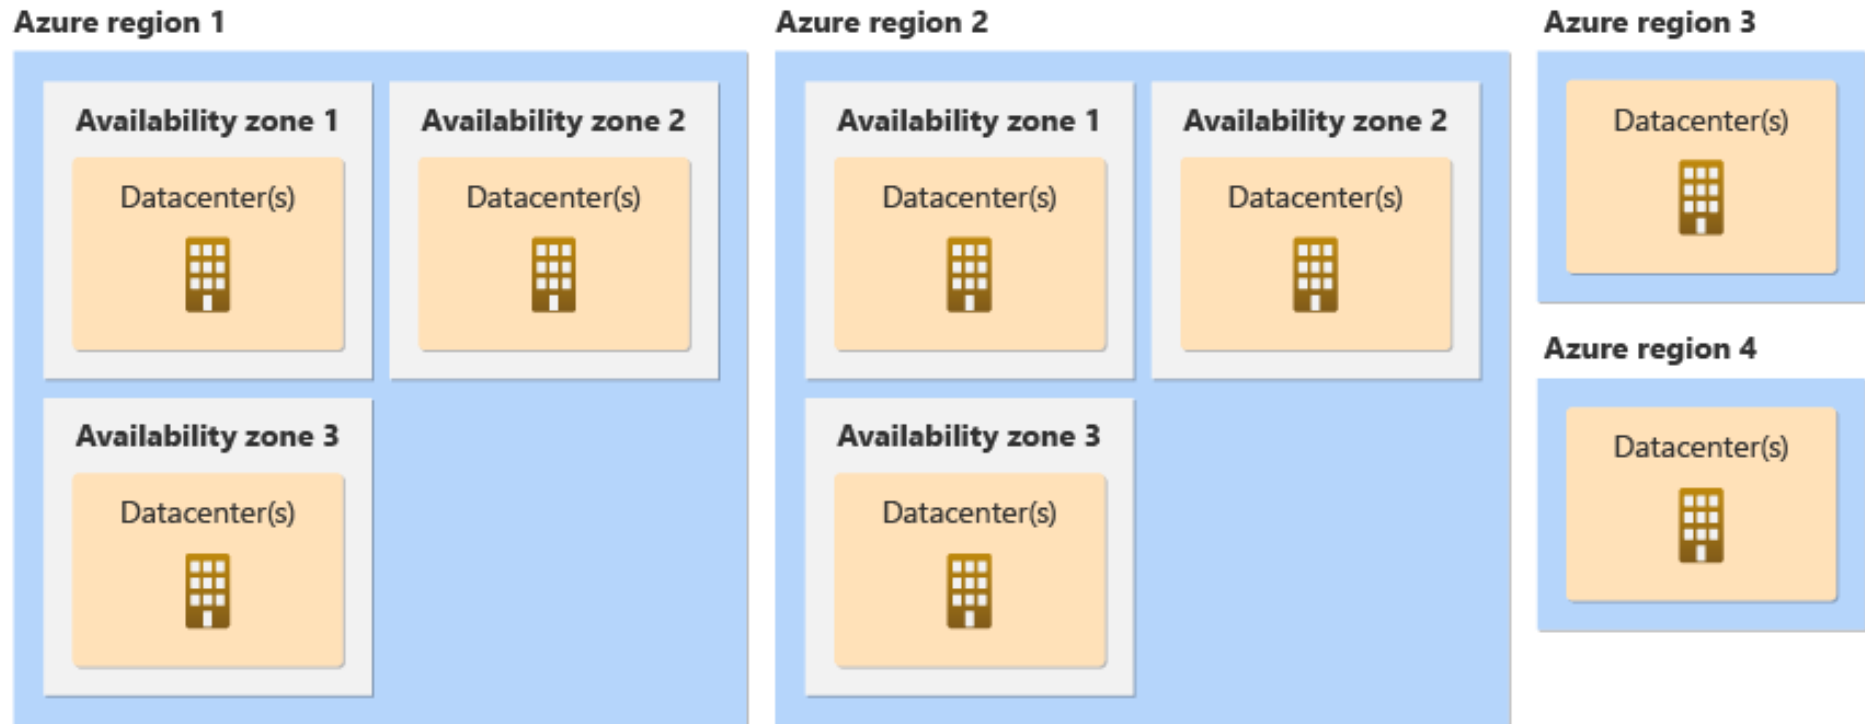 Azure region 1
Availability zone 1
Datacenter(s)
Availability zone 2
Datacenter(s)
Availability zone 3
Datacenter(s)
Azure region 2
Availability zone 1
Datacenter(s)
Availability zone 2
Datacenter(s)
Availability zone 3
Datacenter(s)
Azure region 3
Datacenter(s)
Azure region 4
Datacenter(s)